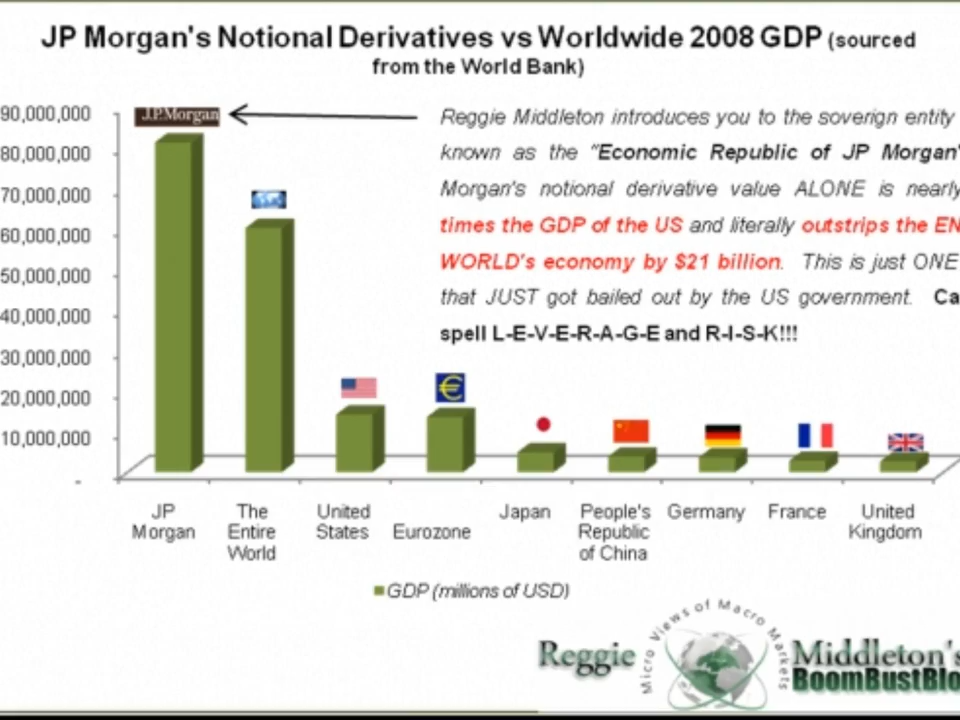 JP Morgan's Notional Derivatives vs Worldwide 2008 GDP (sourced
from the World Bank)
90,000,000
80,000,000
70,000,000
60,000,000
50,000,000
40,000,000
30,000,000
20,000,000
10,000,000
-
J.P.Morgan
Reggie Middleton introduces you to the soverign entity
known as the "Economic Republic of JP Morgan"
Morgan's notional derivative value ALONE is nearly
times the GDP of the US and literally outstrips the EN
WORLD's economy by $21 billion. This is just ONE
that JUST got bailed out by the US government. Ca
spell L-E-V-E-R-A-G-E and R-I-S-K!!!
€
JP Morgan
The Entire World
United States
Eurozone
Japan
People's Republic of China
Germany
France
United Kingdom
GDP (millions of USD)
Reggie
Micro Views of Macro Markets
Middleton's
BoomBustBlo